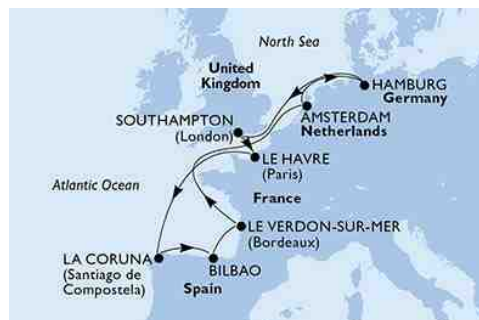 North Sea
HAMBURG
Germany
United
Kingdom
AMSTERDAM
Netherlands
SOUTHAMPTON
(London)
LE HAVRE
(Paris)
Atlantic Ocean
France
LE VERDON-SUR-MER
(Bordeaux)
LA CORUNA
(Santiago de
Compostela)
BILBAO
Spain